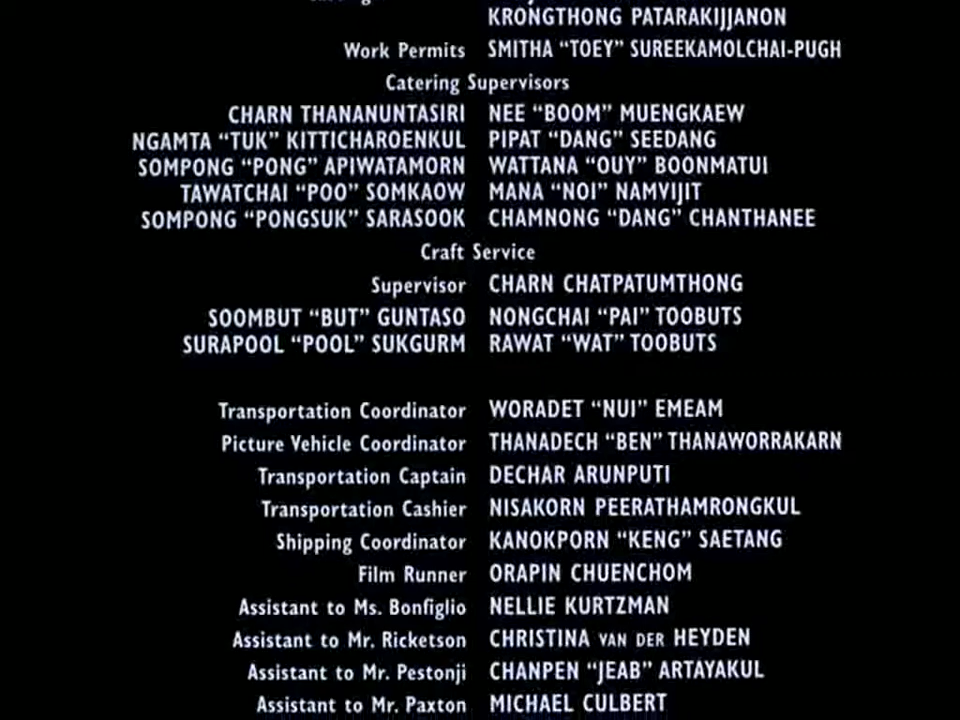 KRONGTHONG PATARAKIJJANON
Work Permits SMITHA “TOEY” SUREEKAMOLCHAI-PUGH
Catering Supervisors
CHARN THANANUNTASIRI NEE “BOOM” MUENGKAEW
NGAMTA “TUK” KITTICHAROENKUL PIPAT “DANG” SEEDANG
SOMPONG “PONG” APIWATAMORN WATTANA “OUY” BOONMATUI
TAWATCHAI “POO” SOMKAOW MANA “NOI” NAMVIJIT
SOMPONG “PONGSUK” SARASOOK CHAMNONG “DANG” CHANTHANEE
Craft Service
Supervisor CHARN CHATPATUMTHONG
SOOMBUT “BUT” GUNTASO NONGCHAI “PAI” TOOBUTS
SURAPOOL “POOL” SUKGURM RAWAT “WAT” TOOBUTS
Transportation Coordinator WORADET “NUI” EMEAM
Picture Vehicle Coordinator THANADECH “BEN” THANAWORRAKARN
Transportation Captain DECHAR ARUNPUTI
Transportation Cashier NISAKORN PEERATHAMRONGKUL
Shipping Coordinator KANOKPORN “KENG” SAETANG
Film Runner ORAPIN CHUENCHOM
Assistant to Ms. Bonfiglio NELLIE KURTZMAN
Assistant to Mr. Ricketson CHRISTINA VAN DER HEYDEN
Assistant to Mr. Pestonji CHANPEN “JEAB” ARTAYAKUL
Assistant to Mr. Paxton MICHAEL CULBERT